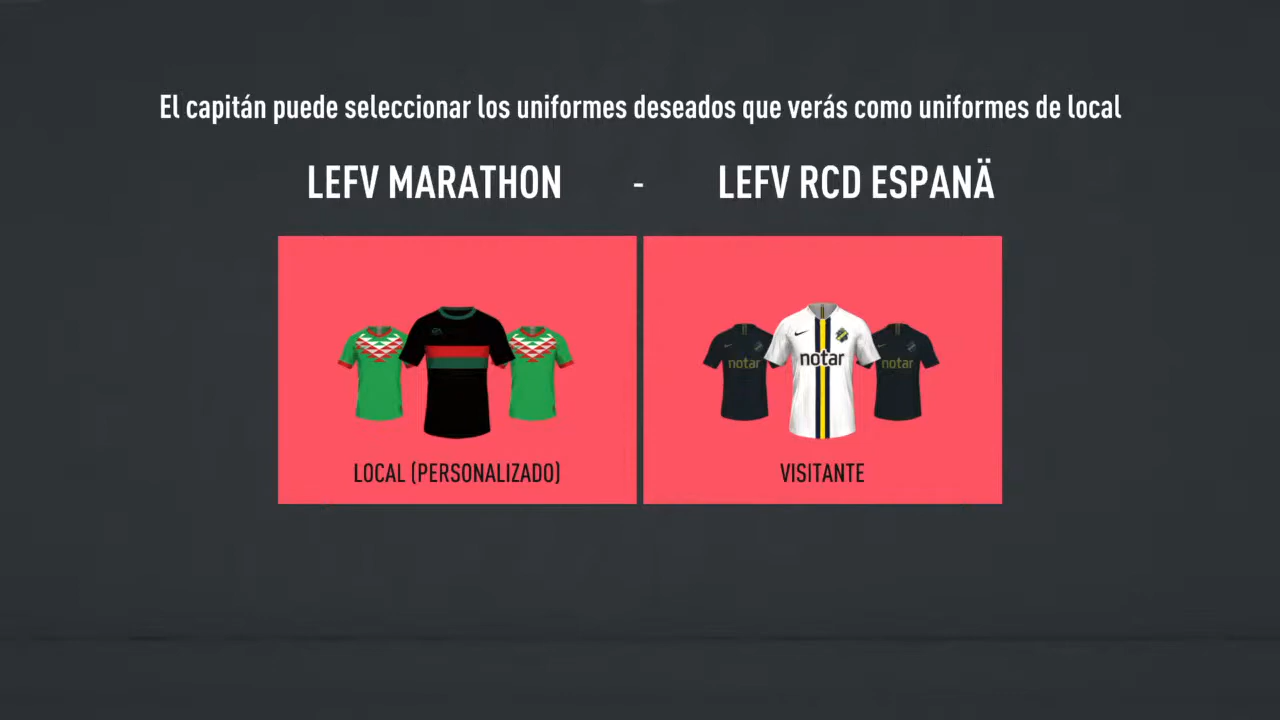 El capitán puede seleccionar los uniformes deseados que verás como uniformes de local
LEFV MARATHON - LEFV RCD ESPANÄ
notar notar notar
LOCAL (PERSONALIZADO) VISITANTE